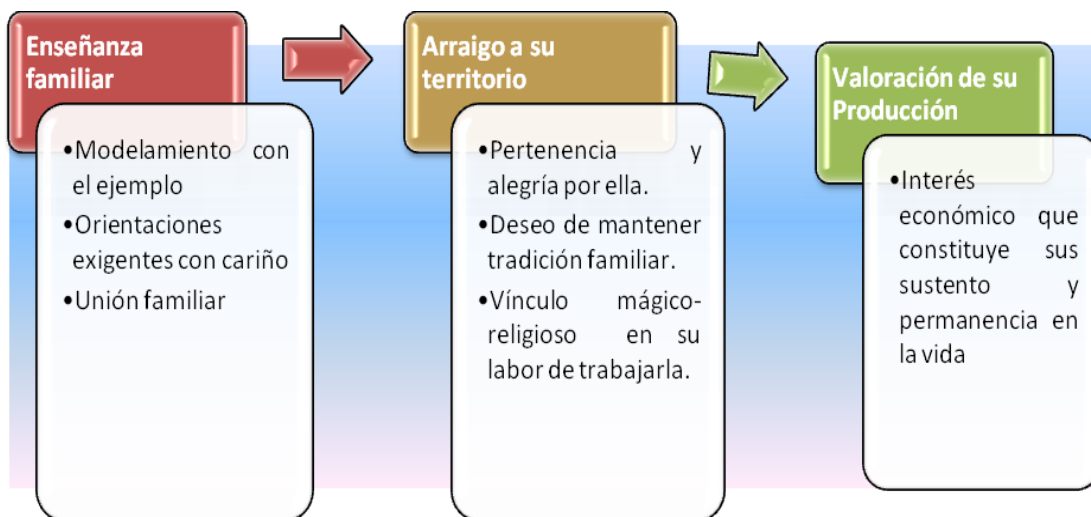 Enseñanza
familiar
•Modelamiento con
el ejemplo
•Orientaciones
exigentes con cariño
•Unión familiar
Arraigo a su
territorio
•Pertenencia y
alegría por ella.
•Deseo de mantener
tradición familiar.
•Vínculo mágico-
religioso en su
labor de trabajarla.
Valoración de su
Producción
•Interés
económico que
constituye sus
sustento y
permanencia en
la vida